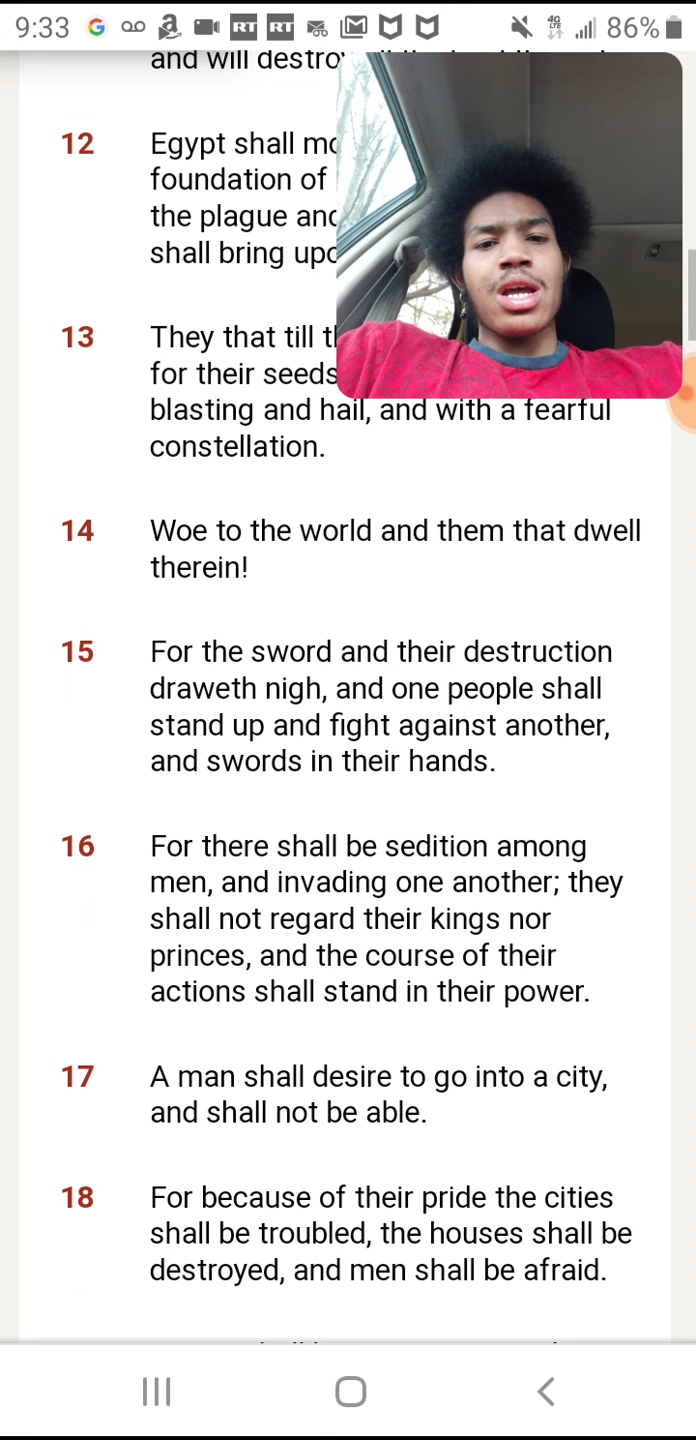 9:33
RT RT
4G
LTE
86%
and will destroy
12 Egypt shall
foundation of
the plague and
shall bring
13 They that till
for their seeds
blasting and hail, and with a fearful
constellation.
14 Woe to the world and them that dwell
therein!
15 For the sword and their destruction
draweth nigh, and one people shall
stand up and fight against another,
and swords in their hands.
16 For there shall be sedition among
men, and invading one another; they
shall not regard their kings nor
princes, and the course of their
actions shall stand in their power.
17 A man shall desire to go into a city,
and shall not be able.
18 For because of their pride the cities
shall be troubled, the houses shall be
destroyed, and men shall be afraid.